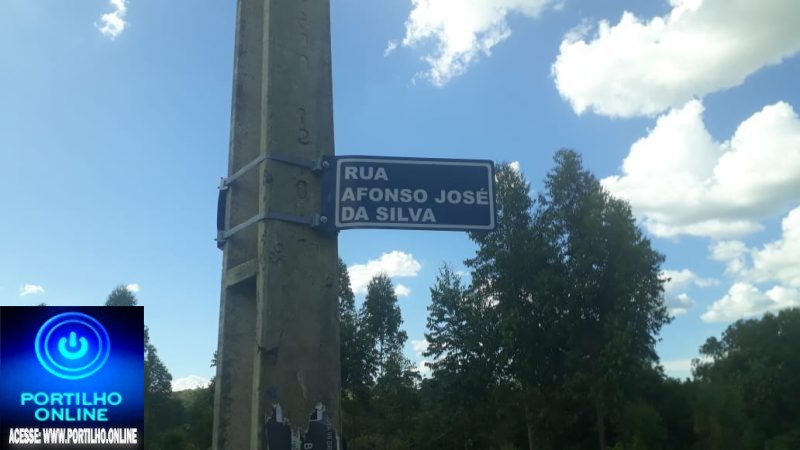 RUA
AFONSO JOSÉ
DA SILVA
PORTILHO
ONLINE
ACESSE: WWW.PORTILHO.ONLINE